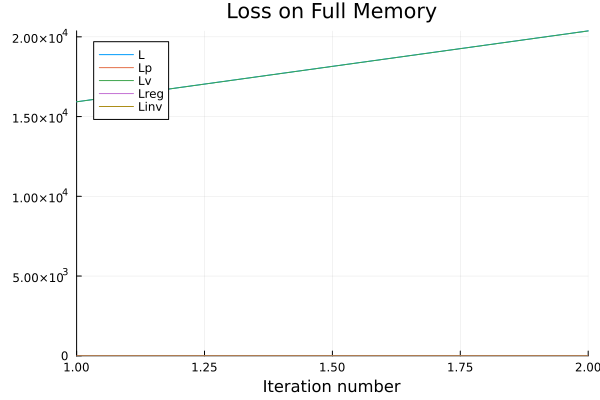 Loss on Full Memory
2.00×10⁴
1.50×10⁴
1.00×10⁴
5.00×10³
0
L
Lp
Lv
Lreg
Linv
1.00 1.25 1.50 1.75 2.00
Iteration number